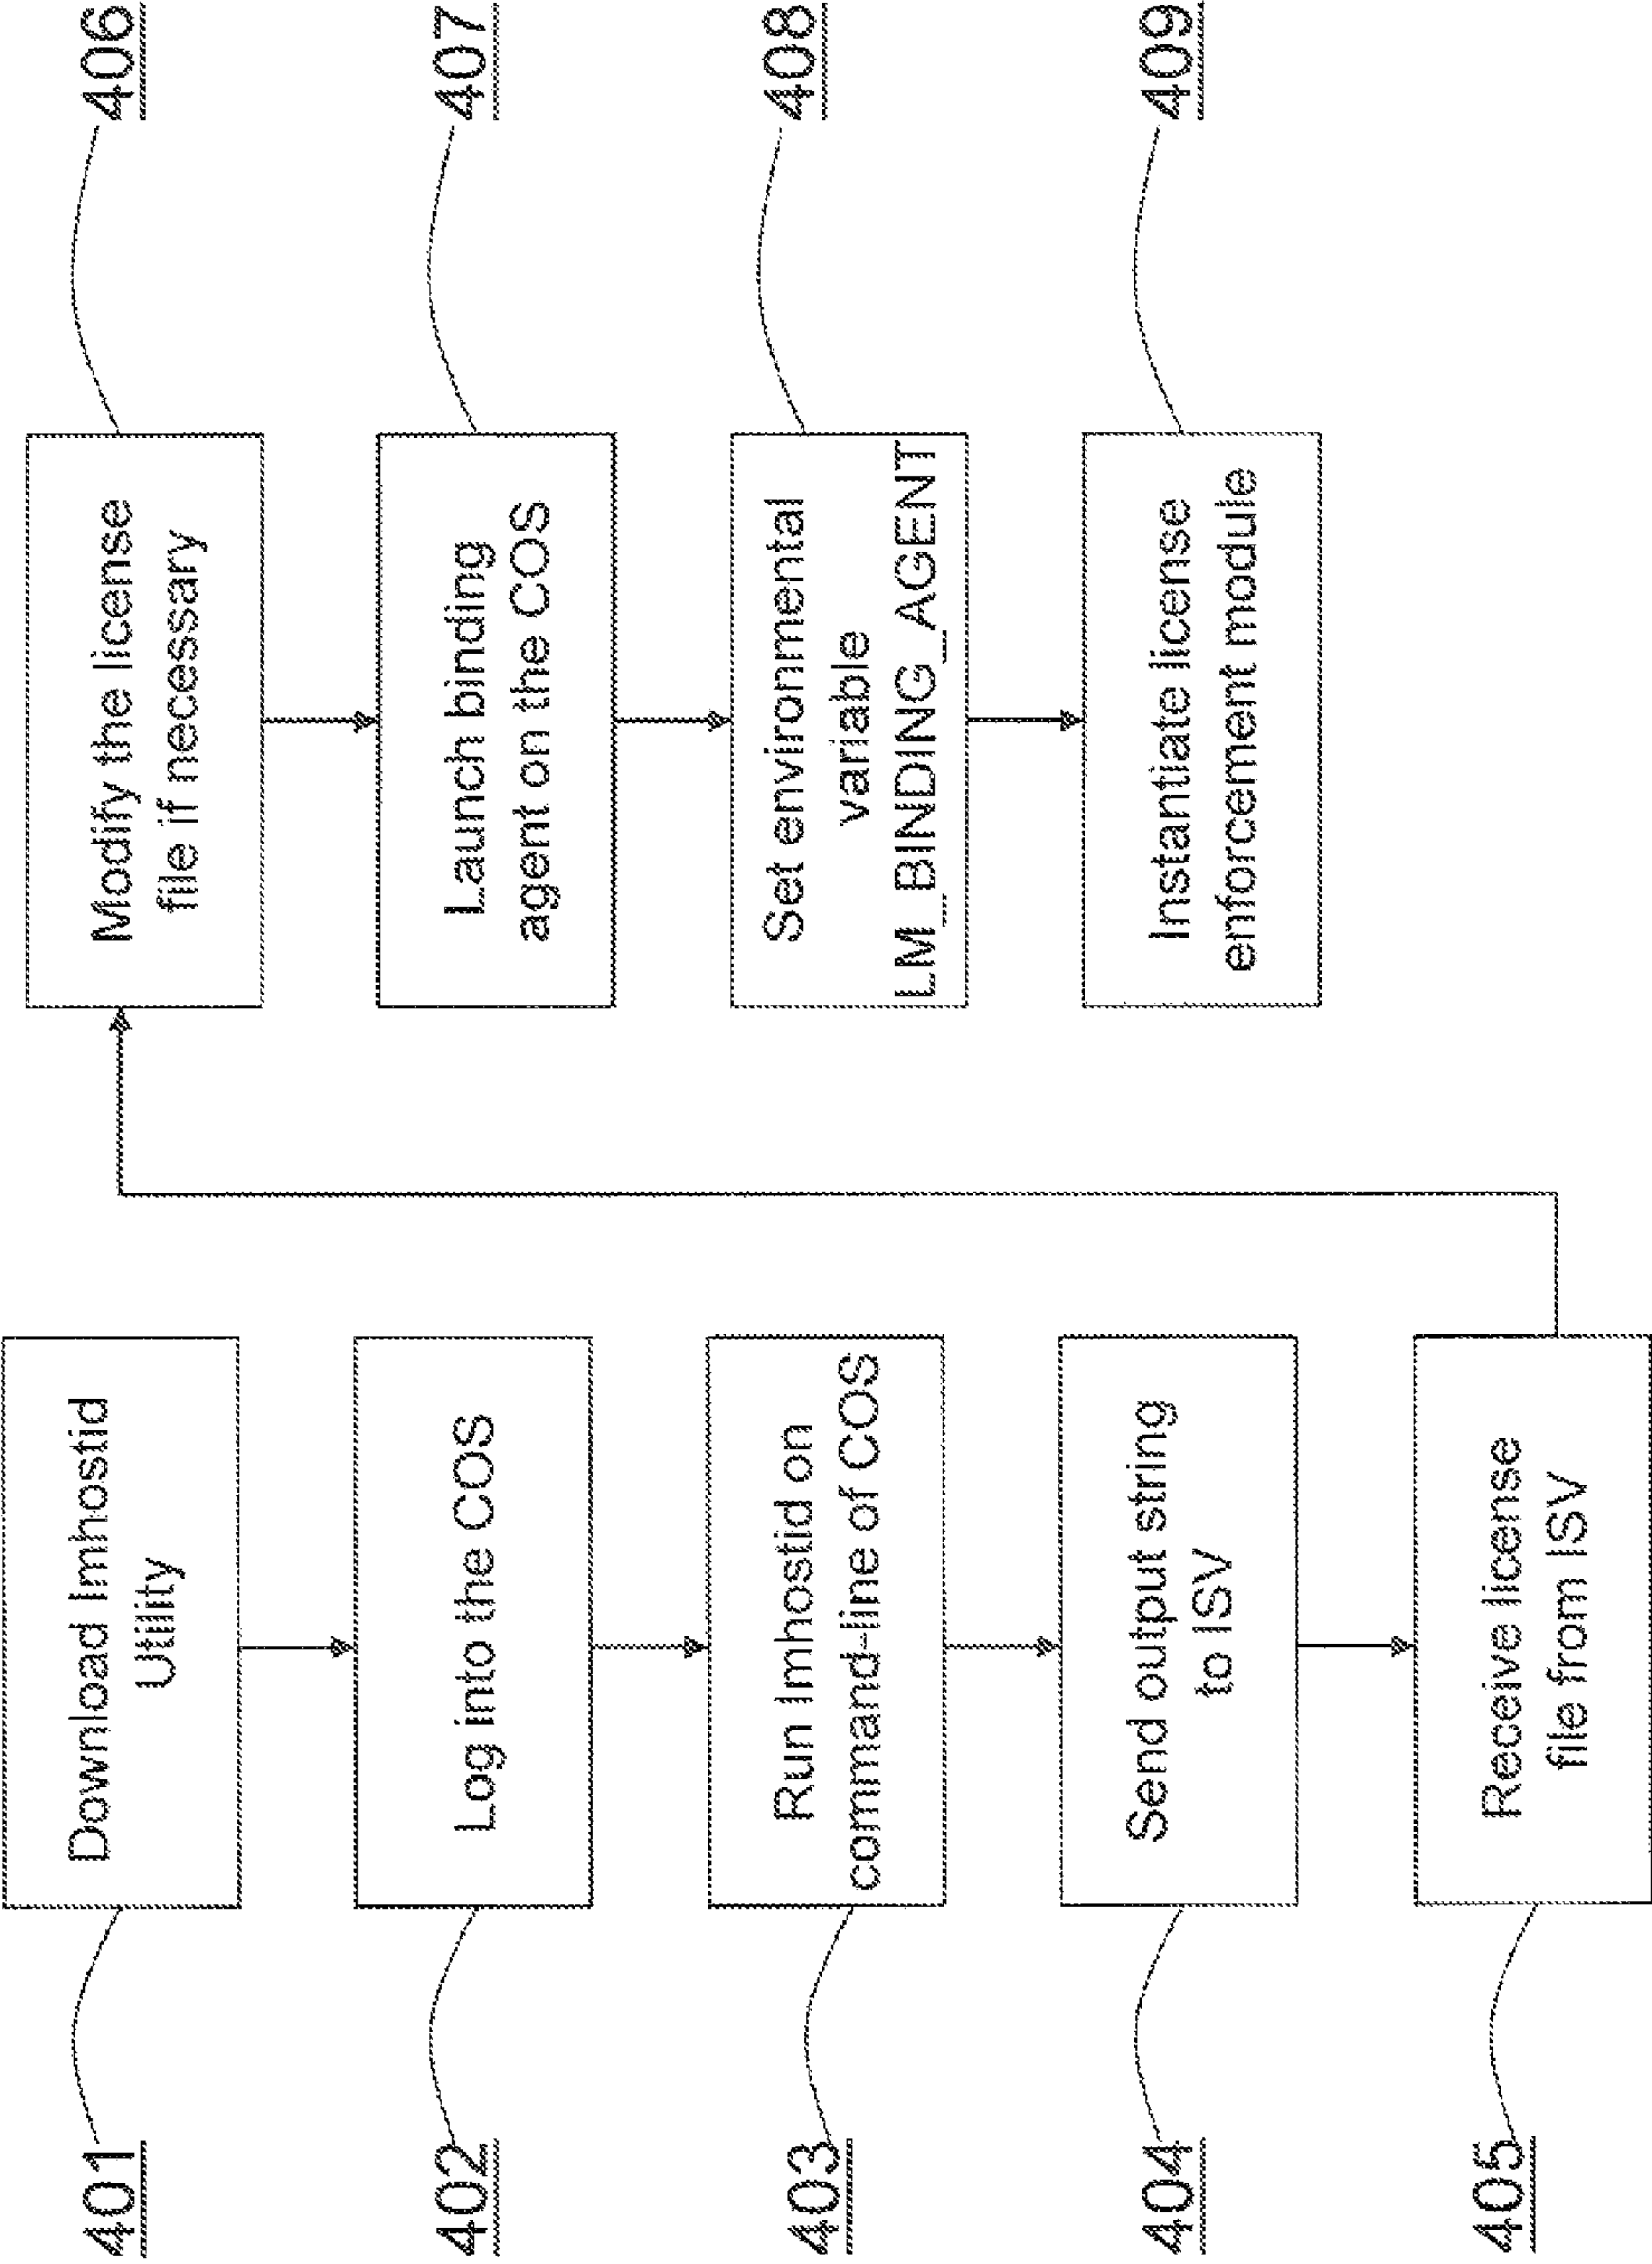 401
Download lmhostid
Utility
402
Log into the COS
403
Run lmhostid on
command-line of COS
404
Send output string
to ISV
405
Receive license
file from ISV
406
Modify the license
file if necessary
407
Launch binding
agent on the COS
408
Set environmental
variable
LM_BINDING_AGENT
409
Instantiate license
enforcement module